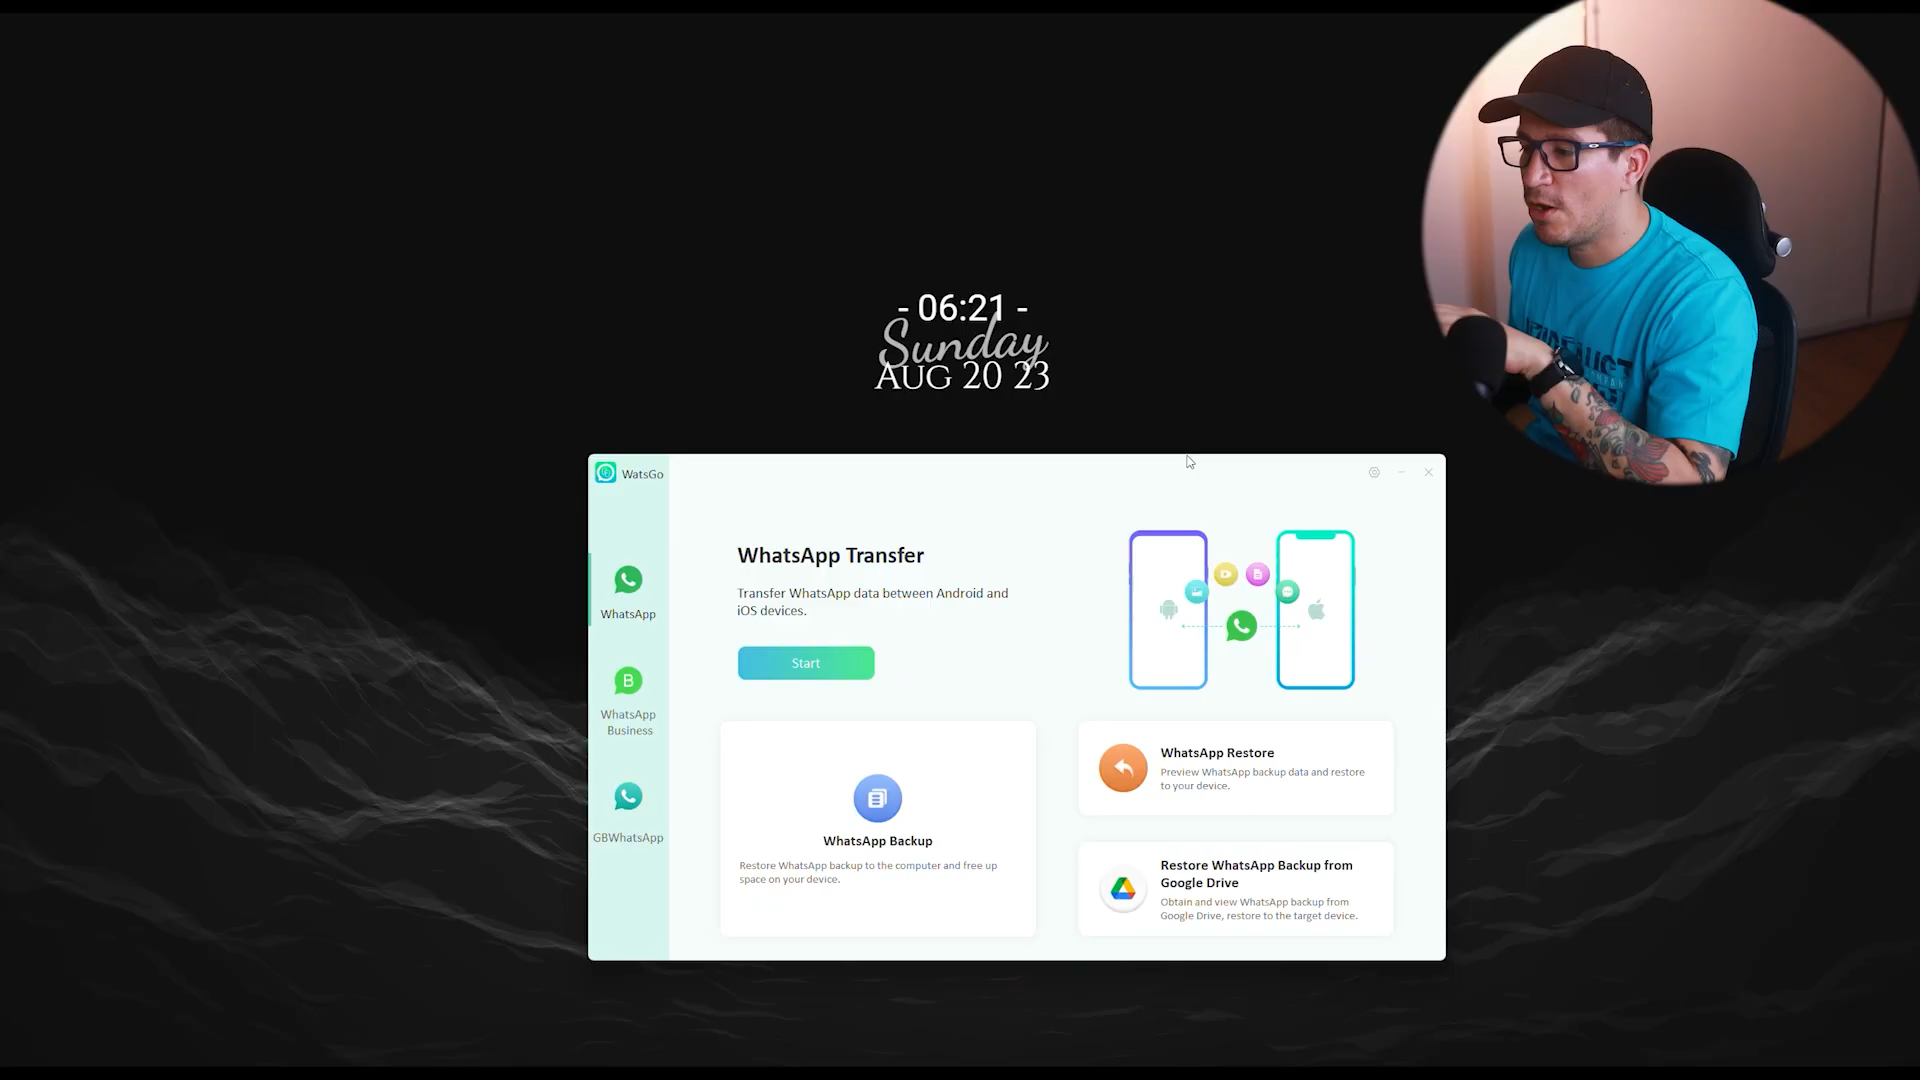 - 06:21 -
Sunday
AUG 20 23
WatsGo
WhatsApp
WhatsApp
Business
GBWhatsApp
WhatsApp Transfer
Transfer WhatsApp data between Android and
iOS devices.
Start
WhatsApp Backup
Restore WhatsApp backup to the computer and free up
space on your device.
WhatsApp Restore
Preview WhatsApp backup data and restore
to your device.
Restore WhatsApp Backup from
Google Drive
Obtain and view WhatsApp backup from
Google Drive, restore to the target device.